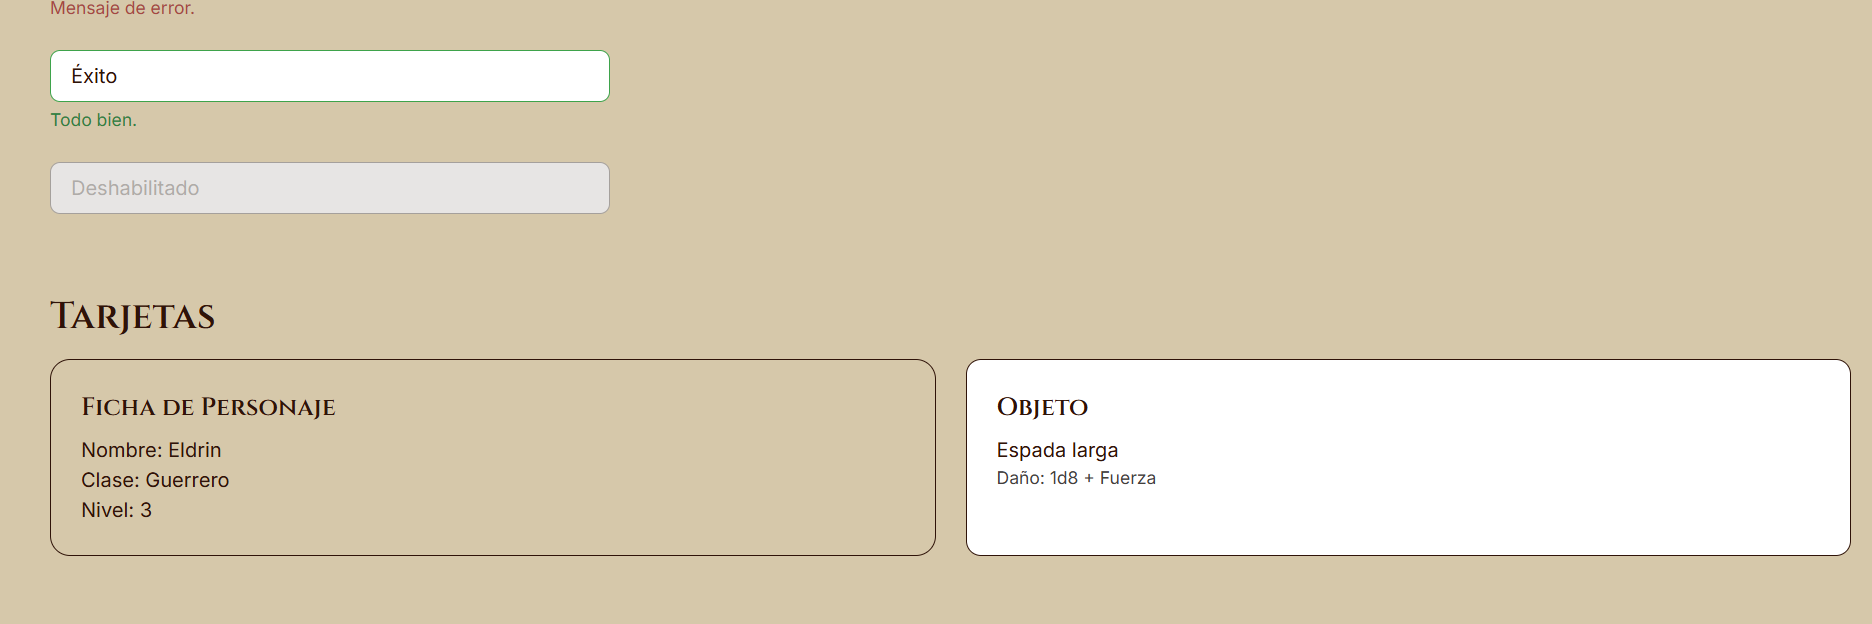 Mensaje de error.
Éxito
Todo bien.
Deshabilitado
Tarjetas
Ficha de Personaje
Nombre: Eldrin
Clase: Guerrero
Nivel: 3
Objeto
Espada larga
Daño: 1d8 + Fuerza